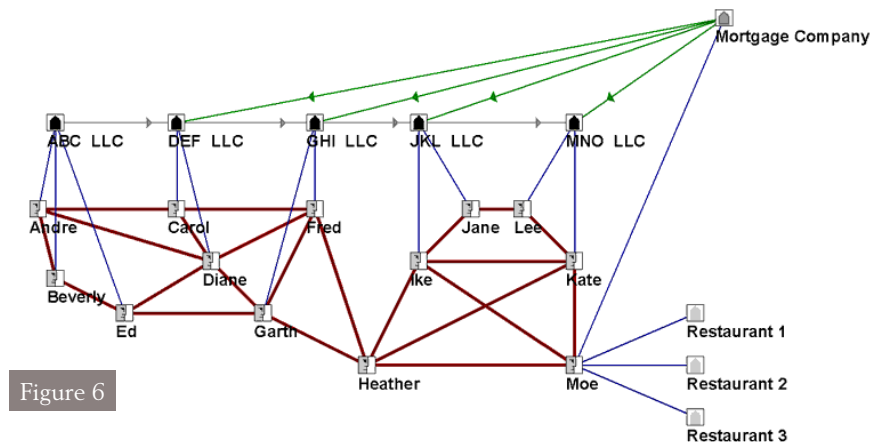 Mortgage Company
ABC LLC
DEF LLC
GHI LLC
JKL LLC
MNO LLC
Andre
Carol
Fred
Jane
Lee
Beverly
Diane
Ike
Kate
Ed
Garth
Restaurant 1
Heather
Moe
Restaurant 2
Figure 6
Restaurant 3